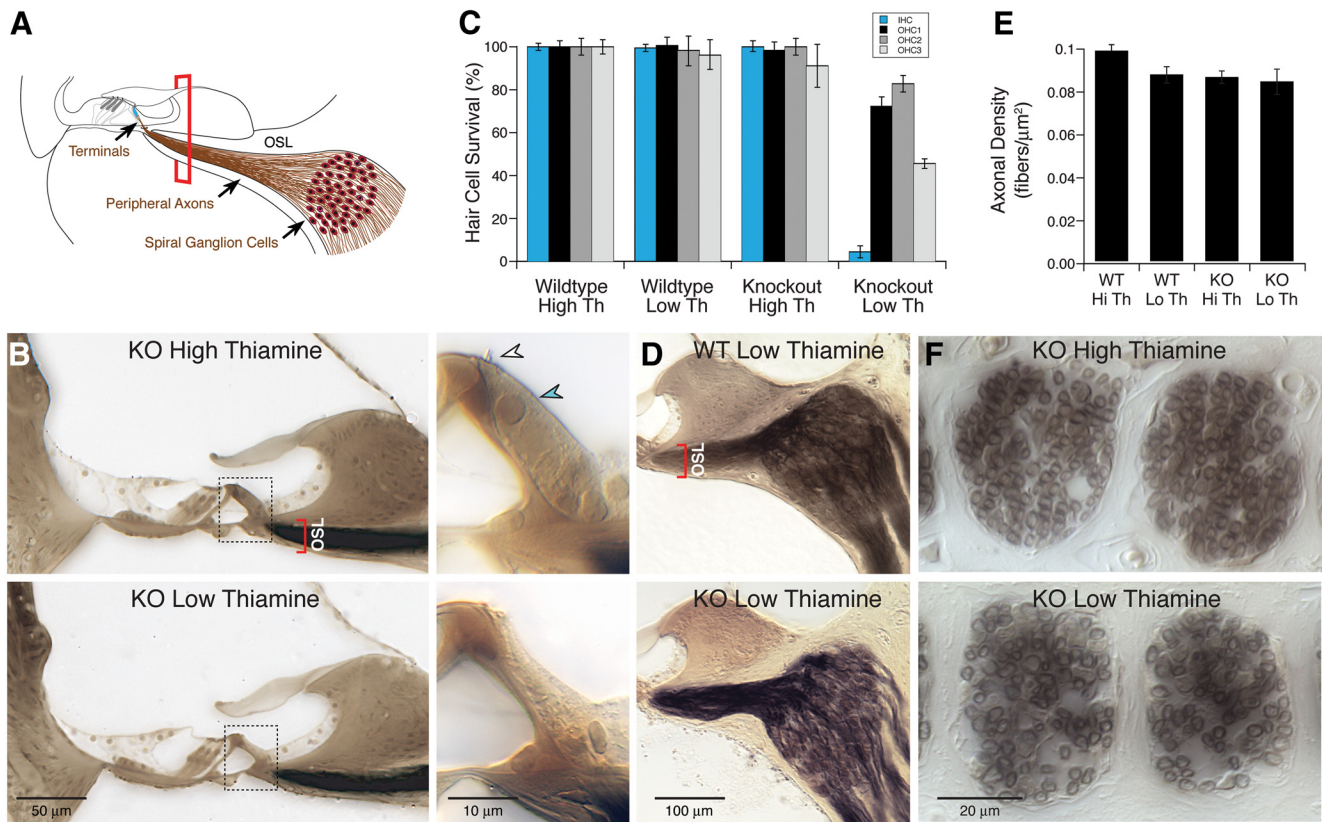 A
OSL
Terminals
Peripheral Axons
Spiral Ganglion Cells
C
IHC
OHC1
OHC2
OHC3
Hair Cell Survival (%)
100
80
60
40
20
0
Wildtype
High Th
Wildtype
Low Th
Knockout
High Th
Knockout
Low Th
E
Axonal Density
(fibers/μm²)
0.1
0.08
0.06
0.04
0.02
0.00
WT
Hi Th
WT
Lo Th
KO
Hi Th
KO
Lo Th
B
KO High Thiamine
OSL
KO Low Thiamine
50 μm
10 μm
D
WT Low Thiamine
OSL
KO Low Thiamine
100 μm
F
KO High Thiamine
KO Low Thiamine
20 μm